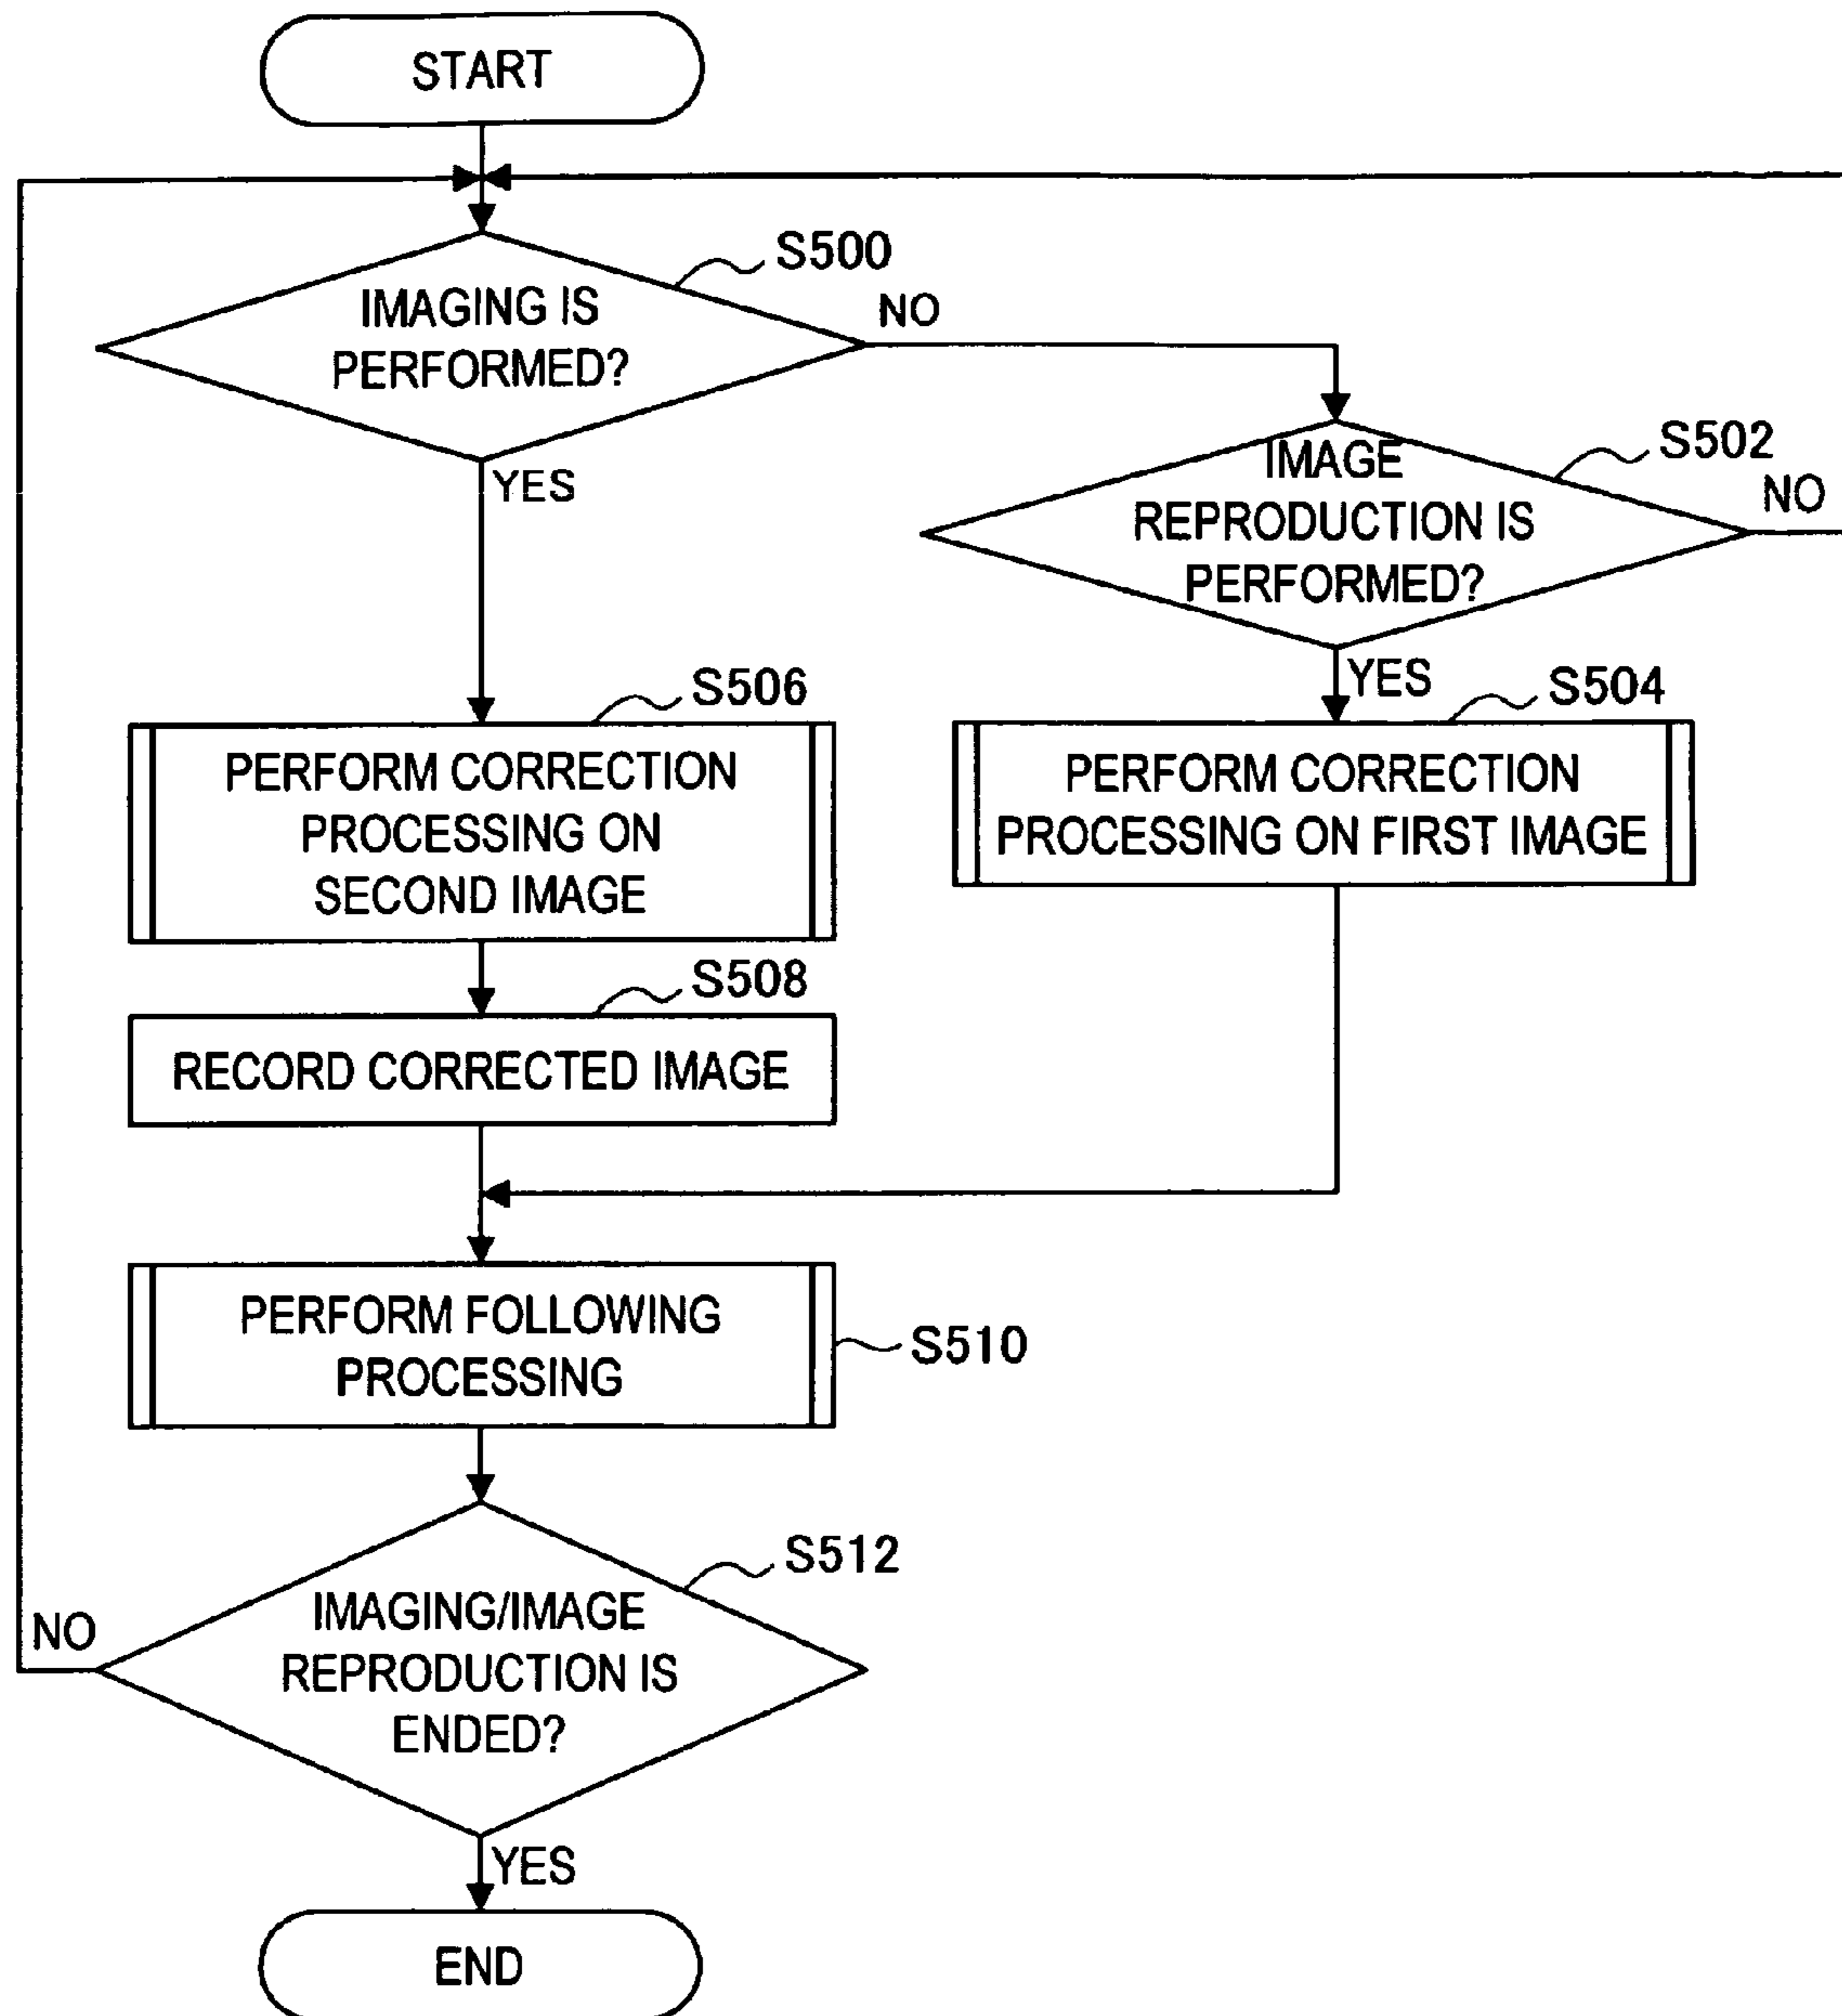 START
S500
IMAGING IS
PERFORMED?
NO
YES
S502
IMAGE
REPRODUCTION IS
PERFORMED?
NO
YES
S506
PERFORM CORRECTION
PROCESSING ON
SECOND IMAGE
S504
PERFORM CORRECTION
PROCESSING ON FIRST IMAGE
S508
RECORD CORRECTED IMAGE
PERFORM FOLLOWING
PROCESSING
S510
S512
IMAGING/IMAGE
REPRODUCTION IS
ENDED?
NO
YES
END